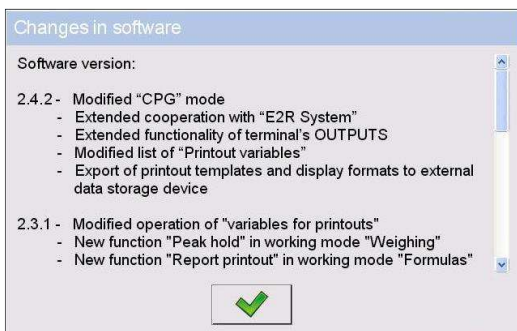 Changes in software
Software version:
2.4.2 - Modified “CPG” mode
- Extended cooperation with “E2R System”
- Extended functionality of terminal’s OUTPUTS
- Modified list of “Printout variables”
- Export of printout templates and display formats to external
data storage device
2.3.1 - Modified operation of "variables for printouts"
- New function "Peak hold" in working mode "Weighing"
- New function "Report printout" in working mode "Formulas"